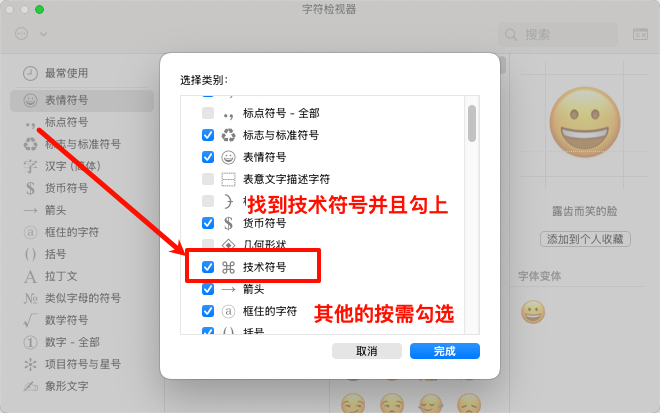 字符检视器
搜索
最常使用
表情符号
标点符号
标志与标准符号
汉字 (简体)
货币符号
箭头
框住的字符
括号
拉丁文
类似字母的符号
数学符号
数字 – 全部
项目符号与星号
象形文字
选择类别:
标点符号 – 全部
标志与标准符号
表情符号
表意文字描述字符
找到技术符号并且勾上
货币符号
几何形状
技术符号
箭头
框住的字符
其他的按需勾选
括号
取消
完成
露齿而笑的脸
添加到个人收藏
字体变体